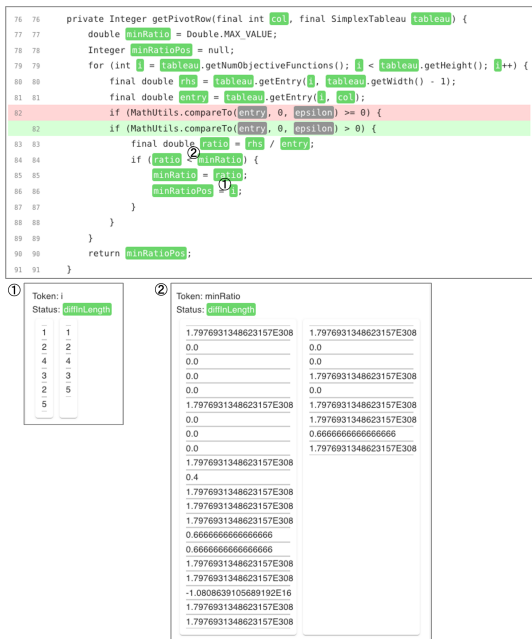 76 76 private Integer getPivotRow(final int col, final SimplexTableau tableau) {
77 77 double minRatio = Double.MAX_VALUE;
78 78 Integer minRatioPos = null;
79 79 for (int i = tableau.getNumObjectiveFunctions(); i < tableau.getHeight(); i++) {
80 80 final double rhs = tableau.getEntry(i, tableau.getWidth() - 1);
81 81 final double entry = tableau.getEntry(i, col);
82 if (MathUtils.compareTo(entry, 0, epsilon) >= 0) {
82 if (MathUtils.compareTo(entry, 0, epsilon) > 0) {
83 83 final double ratio = rhs / entry;
84 84 if (ratio < minRatio) {
②
85 85 minRatio = ratio;
86 86 minRatioPos = i;
①
87 87 }
88 88 }
89 89 }
90 90 return minRatioPos;
91 91 }
①
Token: i
Status: diffInLength
1 1
2 2
4 4
3 3
2 5
5
②
Token: minRatio
Status: diffInLength
1.7976931348623157E308 1.7976931348623157E308
0.0 0.0
0.0 0.0
0.0 1.7976931348623157E308
0.0 0.0
1.7976931348623157E308 1.7976931348623157E308
0.0 1.7976931348623157E308
0.0 0.6666666666666666
0.0 1.7976931348623157E308
1.7976931348623157E308
0.4
1.7976931348623157E308
1.7976931348623157E308
1.7976931348623157E308
0.6666666666666666
0.6666666666666666
1.7976931348623157E308
1.7976931348623157E308
-1.0808639105689192E16
1.7976931348623157E308
1.7976931348623157E308